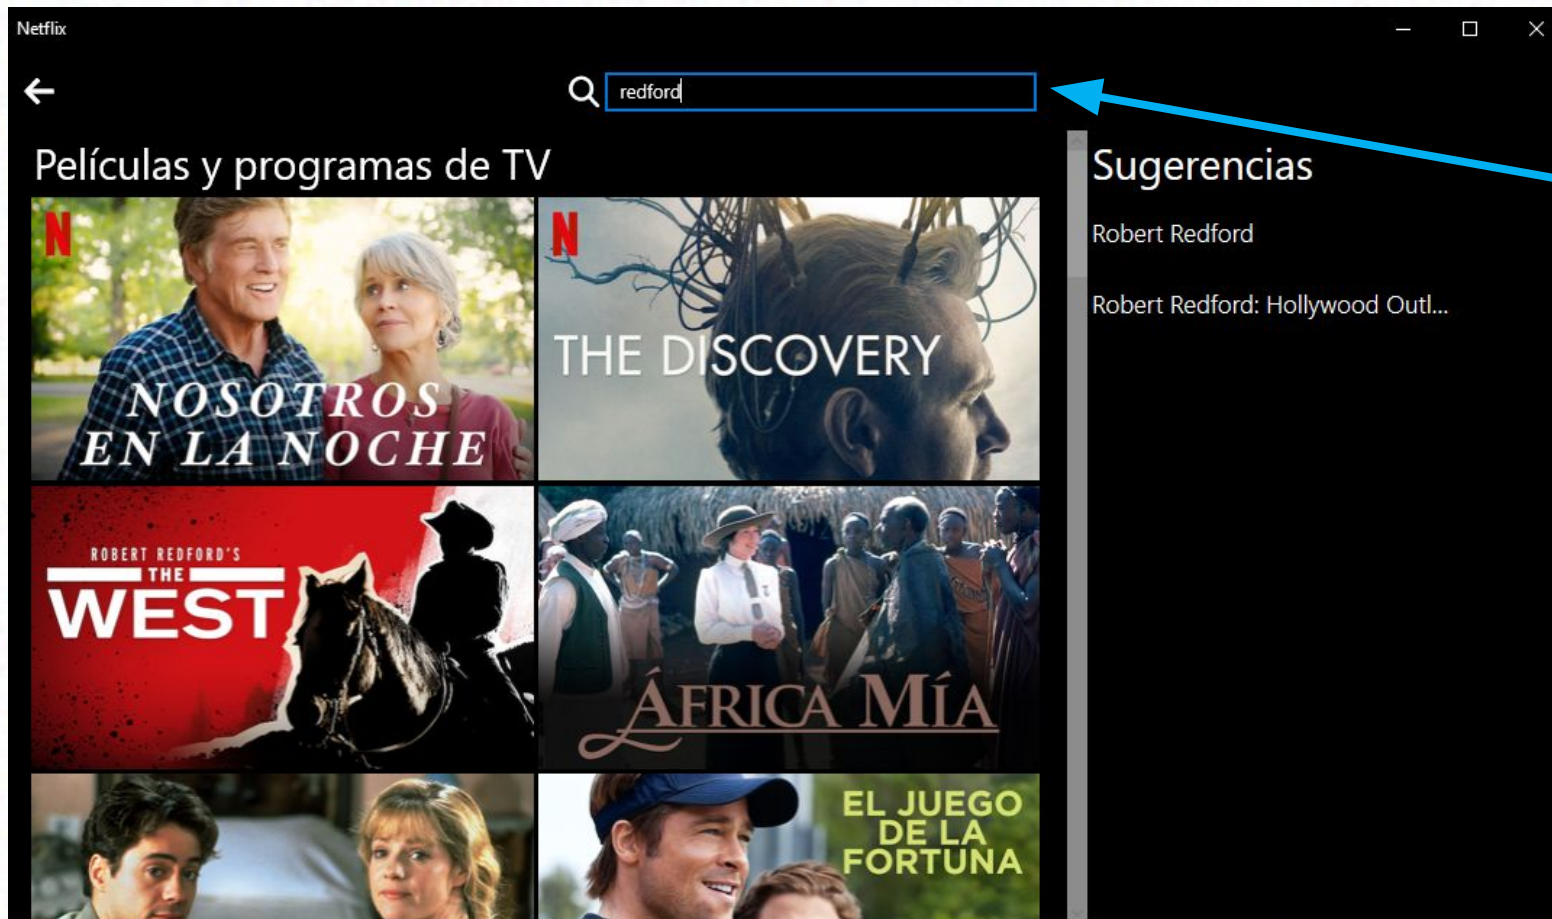 Netflix
redford
Películas y programas de TV
Sugerencias
Robert Redford
Robert Redford: Hollywood Outl...
N
NOSOTROS
EN LA NOCHE
N
THE DISCOVERY
ROBERT REDFORD'S
THE
WEST
ÁFRICA MÍA
EL JUEGO
DE LA
FORTUNA